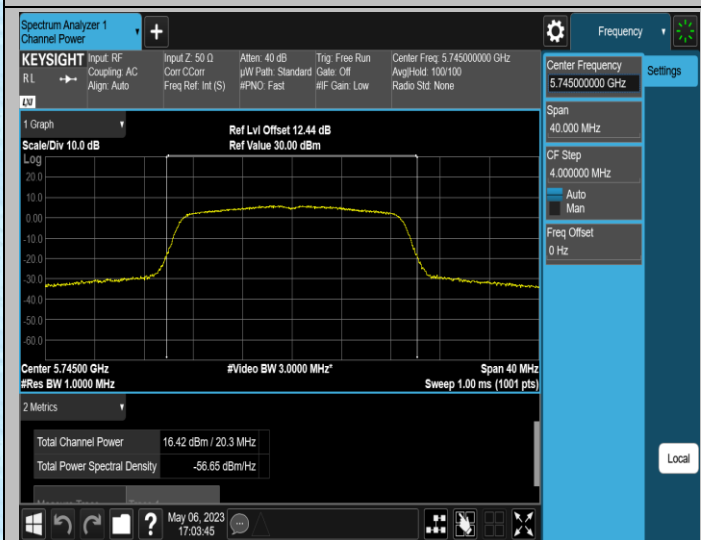 Spectrum Analyzer 1
Channel Power
Frequency
KEYSIGHT
RL
LXI
Input: RF
Coupling: AC
Align: Auto
Input Z: 50 Ω
Corr CCorr
Freq Ref: Int (S)
Atten: 40 dB
µW Path: Standard
#PNO: Fast
Trig: Free Run
Gate: Off
#IF Gain: Low
Center Freq: 5.745000000 GHz
Avg|Hold: 100/100
Radio Std: None
Center Frequency
5.745000000 GHz
Settings
Span
40.000 MHz
CF Step
4.000000 MHz
Auto
Man
Freq Offset
0 Hz
1 Graph
Scale/Div 10.0 dB
Ref Lvl Offset 12.44 dB
Ref Value 30.00 dBm
Log
20.0
10.0
0.00
-10.0
-20.0
-30.0
-40.0
-50.0
-60.0
Center 5.74500 GHz
#Video BW 3.0000 MHz*
Span 40 MHz
#Res BW 1.0000 MHz
Sweep 1.00 ms (1001 pts)
2 Metrics
Total Channel Power 16.42 dBm / 20.3 MHz
Total Power Spectral Density -56.65 dBm/Hz
Local
May 06, 2023
17:03:45